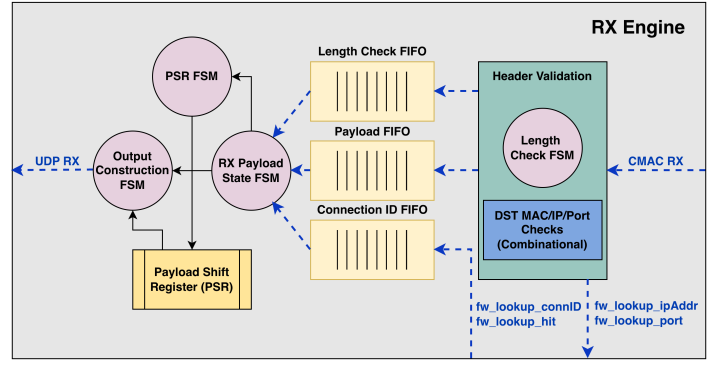 RX Engine
Length Check FIFO
PSR FSM
Header Validation
Length
Check FSM
Payload FIFO
UDP RX
Output
Construction
FSM
RX Payload
State FSM
CMAC RX
Connection ID FIFO
DST MAC/IP/Port
Checks
(Combinational)
Payload Shift
Register (PSR)
fw_lookup_connID
fw_lookup_hit
fw_lookup_ipAddr
fw_lookup_port